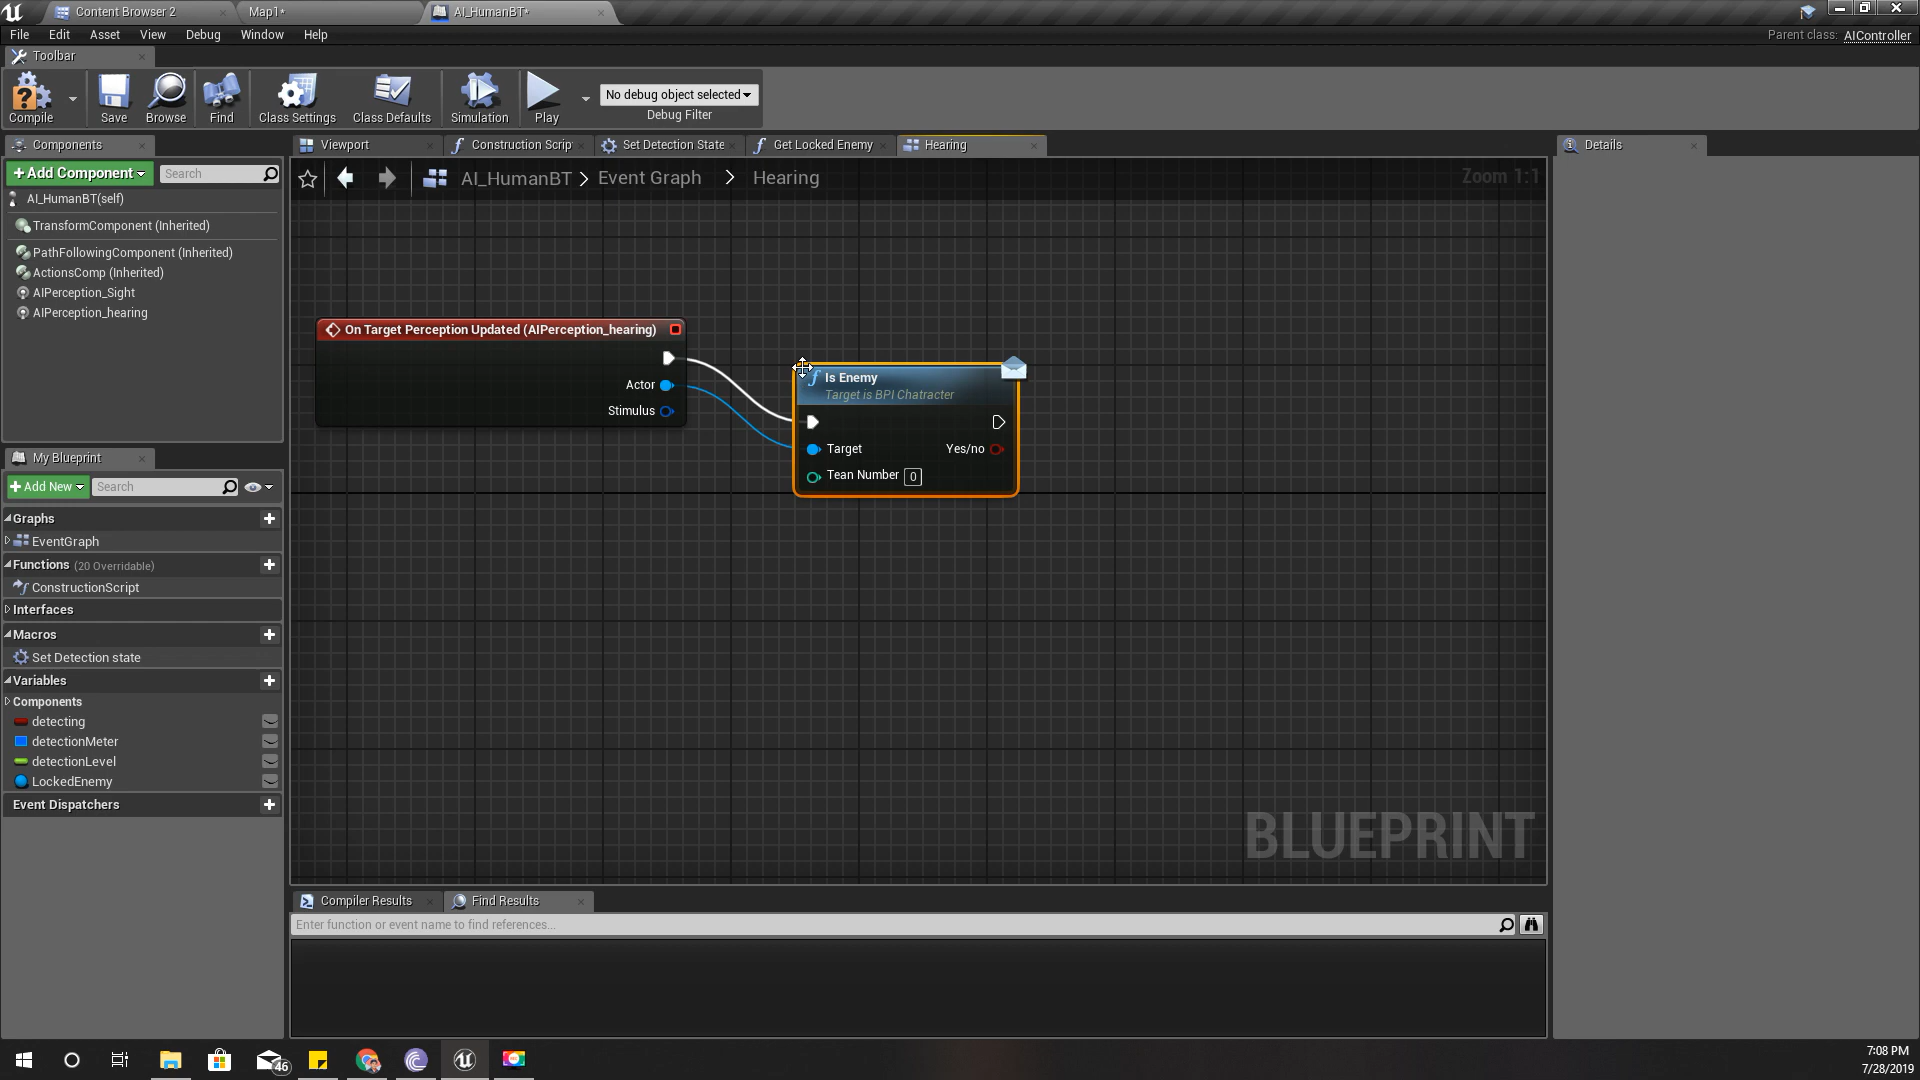 Content Browser 2
Map1*
AI_HumanBT*
File Edit Asset View Debug Window Help
Parent class: AIController
Toolbar
Compile
Save
Browse
Find
Class Settings
Class Defaults
Simulation
Play
No debug object selected
Debug Filter
Components
+Add Component
Search
AI_HumanBT(self)
TransformComponent (Inherited)
PathFollowingComponent (Inherited)
ActionsComp (Inherited)
AIPerception_Sight
AIPerception_hearing
My Blueprint
+Add New
Search
Graphs
EventGraph
Functions (20 Overridable)
ConstructionScript
Interfaces
Macros
Set Detection state
Variables
Components
detecting
detectionMeter
detectionLevel
LockedEnemy
Event Dispatchers
Viewport
Construction Scrip
Set Detection State
Get Locked Enemy
Hearing
AI_HumanBT > Event Graph > Hearing
Zoom 1:1
On Target Perception Updated (AIPerception_hearing)
Actor
Stimulus
Is Enemy
Target is BPI Chatracter
Target
Yes/no
Tean Number 0
BLUEPRINT
Compiler Results
Find Results
Enter function or event name to find references...
Details
46
7:08 PM
7/28/2019